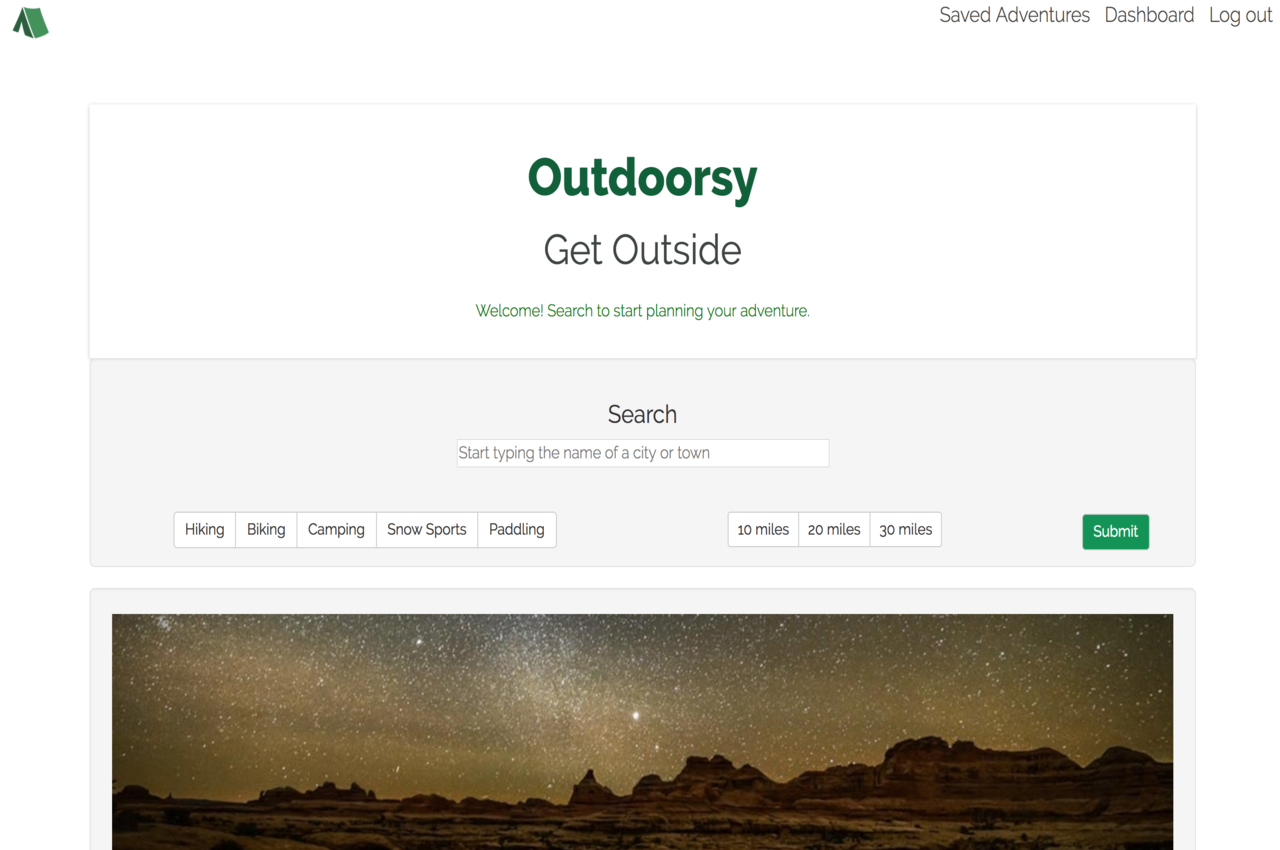 Saved Adventures Dashboard Log out
Outdoorsy
Get Outside
Welcome! Search to start planning your adventure.
Search
Start typing the name of a city or town
Hiking Biking Camping Snow Sports Paddling 10 miles 20 miles 30 miles Submit